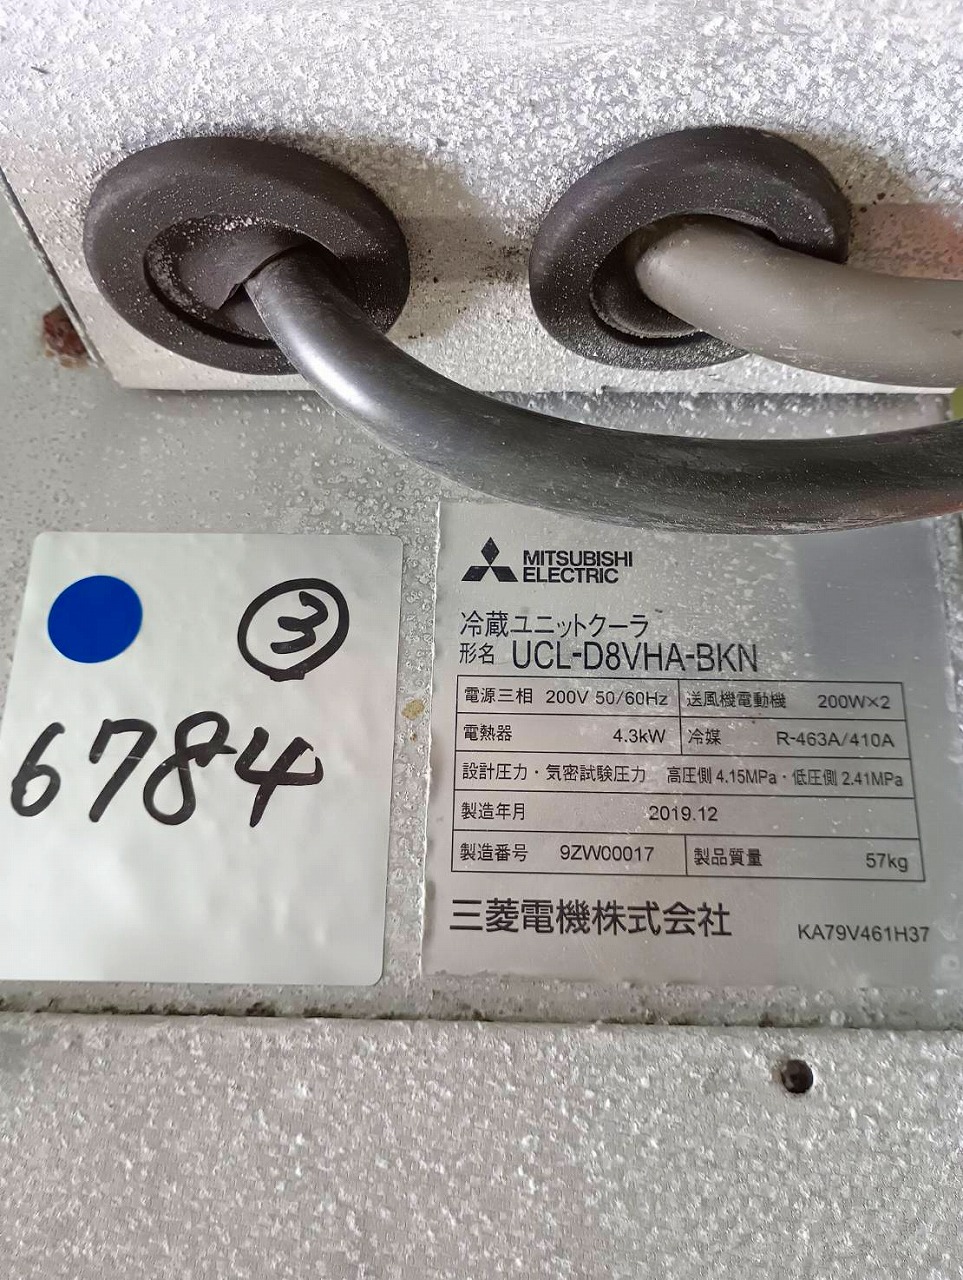 ③
6784
MITSUBISHI
ELECTRIC
冷蔵ユニットクーラ
形名 UCL-D8VHA-BKN
電源三相 200V 50/60Hz 送風機電動機 200W×2
電熱器 4.3kW 冷媒 R-463A/410A
設計圧力・気密試験圧力 高圧側 4.15MPa・低圧側 2.41MPa
製造年月 2019.12
製造番号 9ZW00017 製品質量 57kg
三菱電機株式会社 KA79V461H37